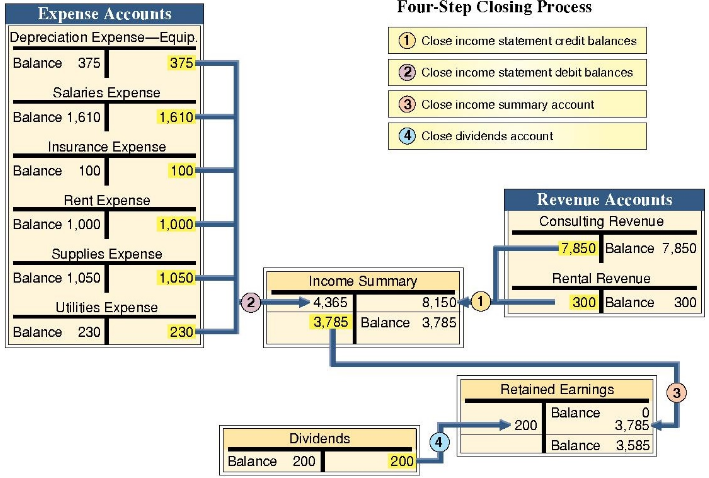 Expense Accounts
Depreciation Expense—Equip.
Balance 375 375
Salaries Expense
Balance 1,610 1,610
Insurance Expense
Balance 100 100
Rent Expense
Balance 1,000 1,000
Supplies Expense
Balance 1,050 1,050
Utilities Expense
Balance 230 230
Four-Step Closing Process
1 Close income statement credit balances
2 Close income statement debit balances
3 Close income summary account
4 Close dividends account
Revenue Accounts
Consulting Revenue
7,850 Balance 7,850
Rental Revenue
300 Balance 300
2
Income Summary
4,365 8,150
3,785 Balance 3,785
1
3
Retained Earnings
Balance 0
200 3,785
Balance 3,585
4
Dividends
Balance 200 200